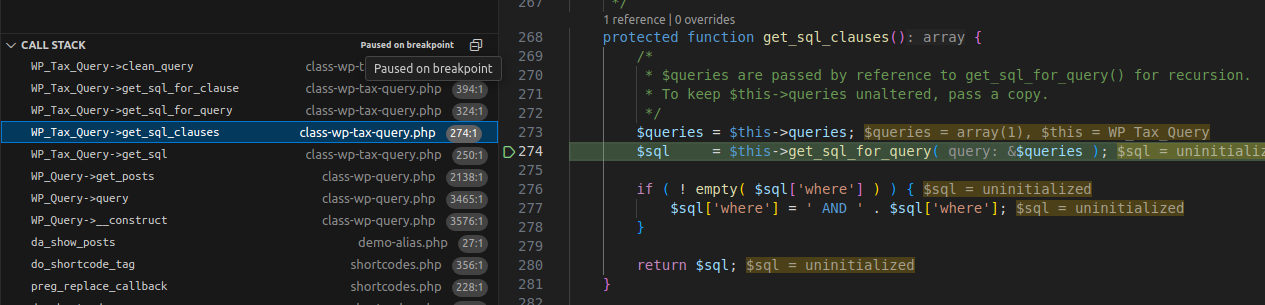 CALL STACK Paused on breakpoint
WP_Tax_Query->clean_query class-wp-t
Paused on breakpoint
WP_Tax_Query->get_sql_for_clause class-wp-tax-query.php 394:1
WP_Tax_Query->get_sql_for_query class-wp-tax-query.php 324:1
WP_Tax_Query->get_sql_clauses class-wp-tax-query.php 274:1
WP_Tax_Query->get_sql class-wp-tax-query.php 250:1
WP_Query->get_posts class-wp-query.php 2138:1
WP_Query->query class-wp-query.php 3465:1
WP_Query->__construct class-wp-query.php 3576:1
da_show_posts demo-alias.php 27:1
do_shortcode_tag shortcodes.php 356:1
preg_replace_callback shortcodes.php 228:1
267 */
1 reference | 0 overrides
268 protected function get_sql_clauses(): array {
269 /*
270 * $queries are passed by reference to get_sql_for_query() for recursion.
271 * To keep $this->queries unaltered, pass a copy.
272 */
273 $queries = $this->queries; $queries = array(1), $this = WP_Tax_Query
274 $sql = $this->get_sql_for_query( query: &$queries ); $sql = uninitializ
275
276 if ( ! empty( $sql['where'] ) ) { $sql = uninitialized
277 $sql['where'] = ' AND ' . $sql['where']; $sql = uninitialized
278 }
279
280 return $sql; $sql = uninitialized
281 }
282